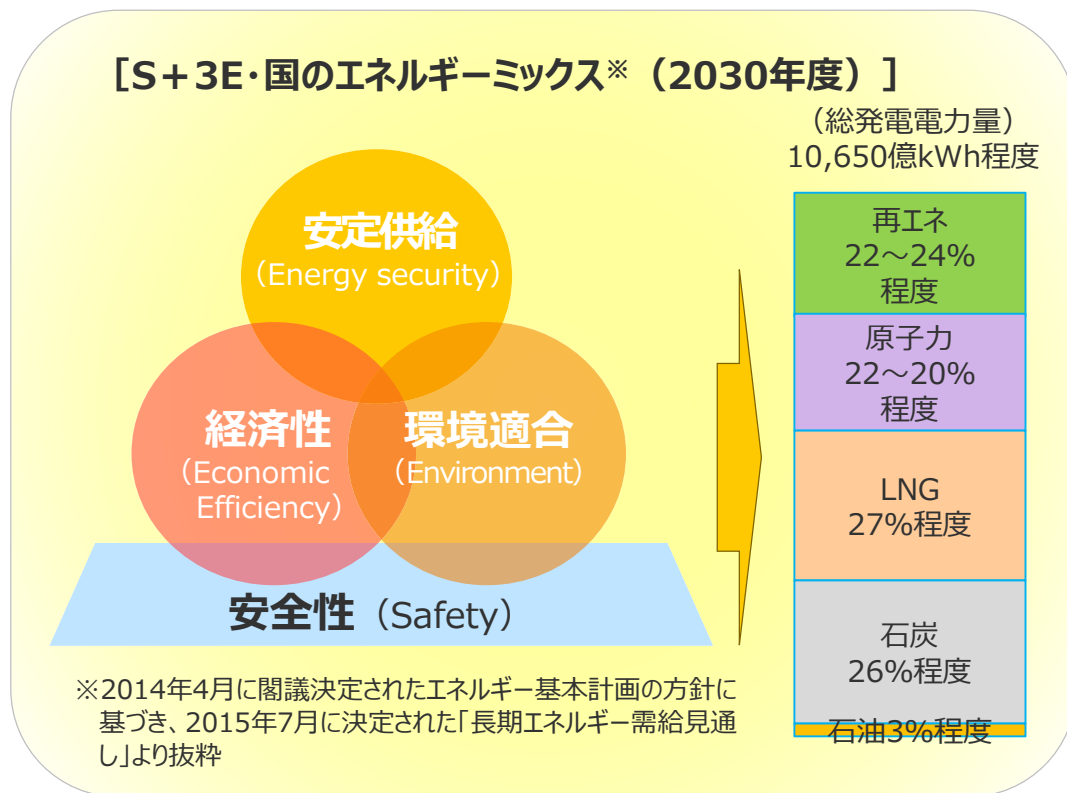 ［S＋3E・国のエネルギーミックス※（2030年度）］
（総発電電力量）
10,650億kWh程度
安定供給
（Energy security）
経済性
（Economic
Efficiency）
環境適合
（Environment）
安全性（Safety）
再エネ
22～24%
程度
原子力
22～20%
程度
LNG
27%程度
石炭
26%程度
石油3%程度
※2014年4月に閣議決定されたエネルギー基本計画の方針に
基づき、2015年7月に決定された「長期エネルギー需給見通
し」より抜粋